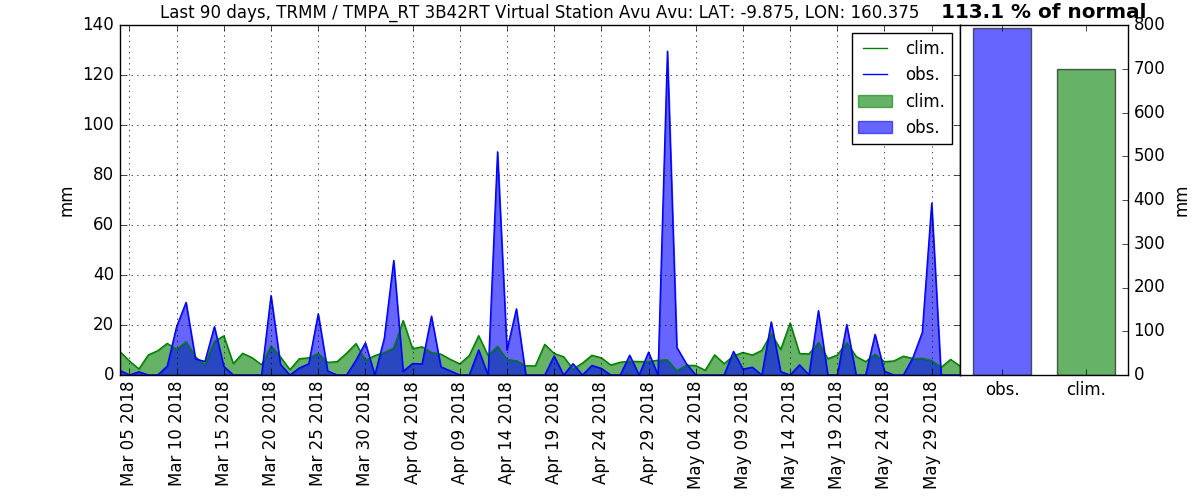 Last 90 days, TRMM / TMPA_RT 3B42RT Virtual Station Avu Avu: LAT: -9.875, LON: 160.375
113.1 % of normal
140
120
100
80
60
40
20
0
mm
clim.
obs.
clim.
obs.
800
700
600
500
400
300
200
100
0
mm
Mar 05 2018
Mar 10 2018
Mar 15 2018
Mar 20 2018
Mar 25 2018
Mar 30 2018
Apr 04 2018
Apr 09 2018
Apr 14 2018
Apr 19 2018
Apr 24 2018
Apr 29 2018
May 04 2018
May 09 2018
May 14 2018
May 19 2018
May 24 2018
May 29 2018
obs.
clim.